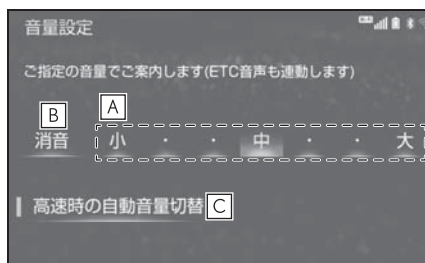 音量設定
ご指定の音量でご案内します(ETC音声も連動します)
B A
消音 小 ・ ・ 中 ・ ・ 大
高速時の自動音量切替 C